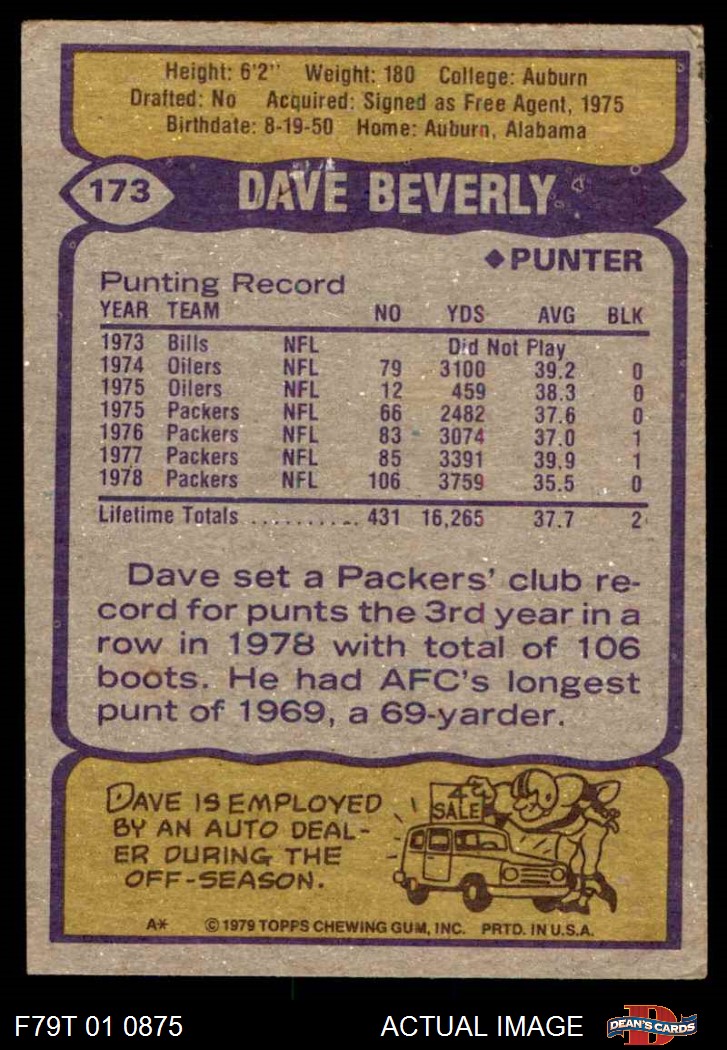 Height: 6'2" Weight: 180 College: Auburn
Drafted: No Acquired: Signed as Free Agent, 1975
Birthdate: 8-19-50 Home: Auburn, Alabama
173 DAVE BEVERLY
◆PUNTER
Punting Record
YEAR TEAM NO YDS AVG BLK
1973 Bills NFL Did Not Play
1974 Oilers NFL 79 3100 39.2 0
1975 Oilers NFL 12 459 38.3 0
1975 Packers NFL 66 2482 37.6 0
1976 Packers NFL 83 3074 37.0 1
1977 Packers NFL 85 3391 39.9 1
1978 Packers NFL 106 3759 35.5 0
Lifetime Totals .......... 431 16,265 37.7 2
Dave set a Packers' club re-
cord for punts the 3rd year in a
row in 1978 with total of 106
boots. He had AFC's longest
punt of 1969, a 69-yarder.
DAVE IS EMPLOYED
BY AN AUTO DEAL-
ER DURING THE
OFF-SEASON.
SALE
A* © 1979 TOPPS CHEWING GUM, INC. PRTD. IN U.S.A.
F79T 01 0875 ACTUAL IMAGE D DEAN'S CARDS